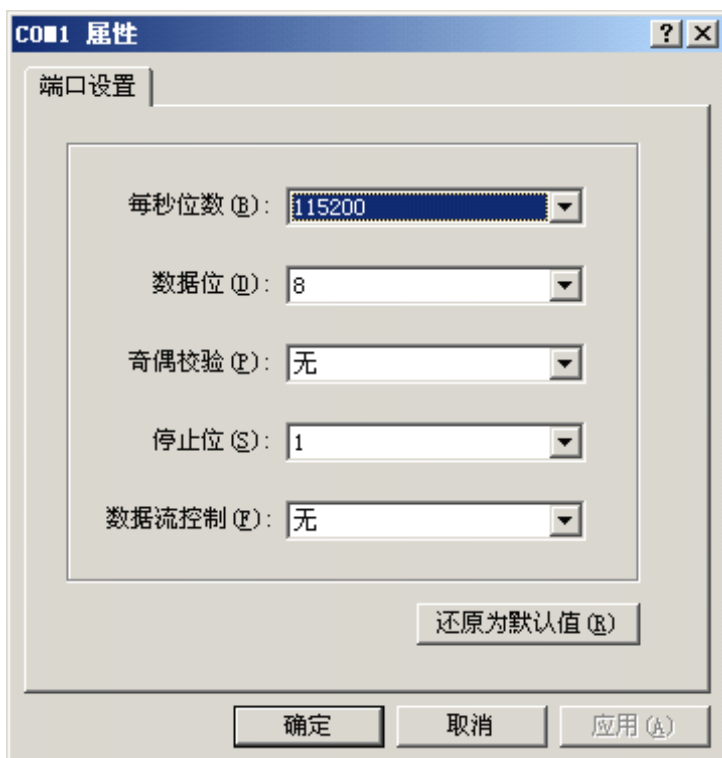 COM1 属性
端口设置
每秒位数(B): 115200
数据位(D): 8
奇偶校验(P): 无
停止位(S): 1
数据流控制(F): 无
还原为默认值(R)
确定 取消 应用(A)